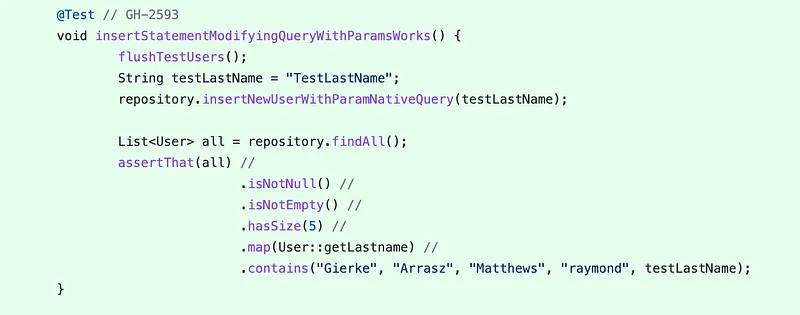 @Test // GH-2593
void insertStatementModifyingQueryWithParamsWorks() {
flushTestUsers();
String testLastName = "TestLastName";
repository.insertNewUserWithParamNativeQuery(testLastName);
List<User> all = repository.findAll();
assertThat(all) //
.isNotNull() //
.isNotEmpty() //
.hasSize(5) //
.map(User::getLastname) //
.contains("Gierke", "Arrasz", "Matthews", "raymond", testLastName);
}